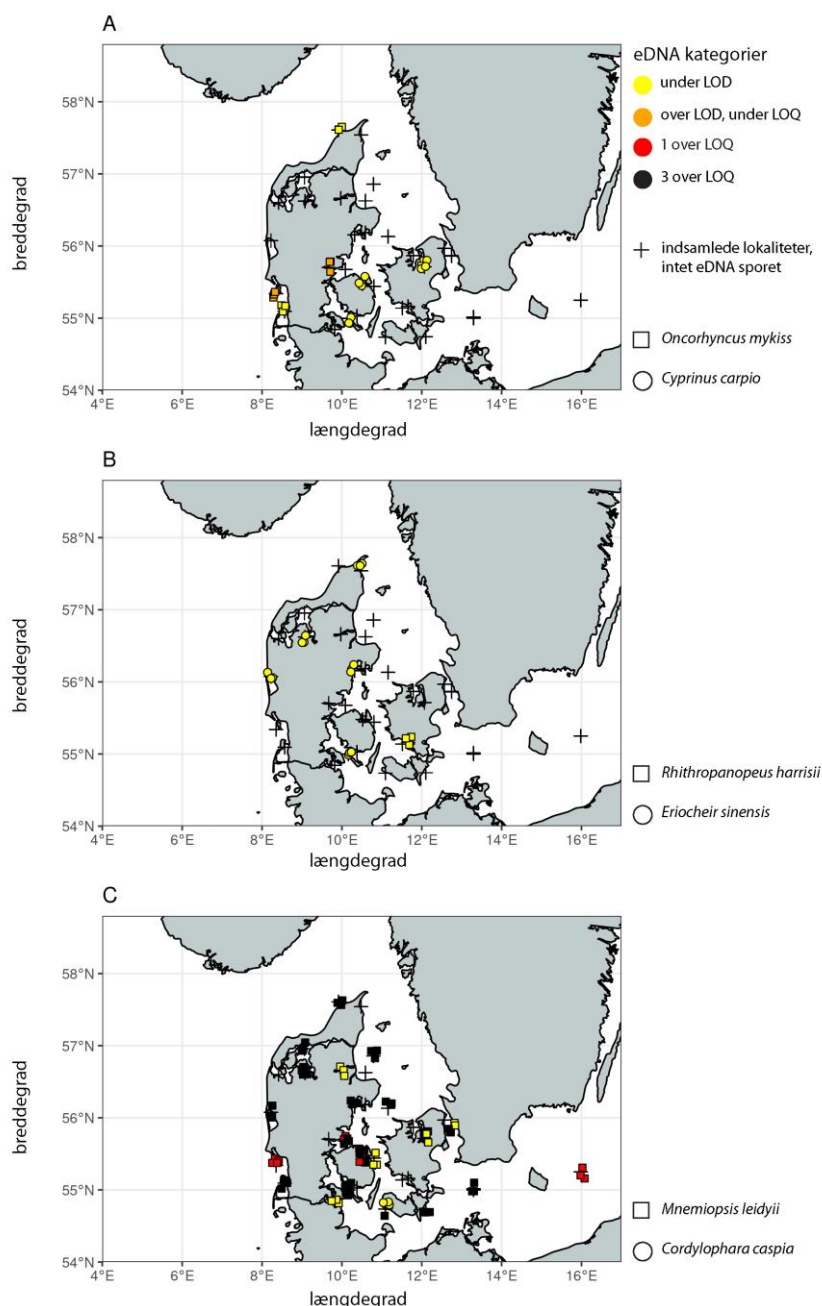 A
58°N
57°N
56°N
55°N
54°N
breddegrad
4°E 6°E 8°E 10°E 12°E 14°E 16°E
længdegrad
eDNA kategorier
under LOD
over LOD, under LOQ
1 over LOQ
3 over LOQ
indsamlede lokaliteter,
intet eDNA sporet
Oncorhyncus mykiss
Cyprinus carpio
B
58°N
57°N
56°N
55°N
54°N
breddegrad
4°E 6°E 8°E 10°E 12°E 14°E 16°E
længdegrad
Rhithropanopeus harrisii
Eriocheir sinensis
C
58°N
57°N
56°N
55°N
54°N
breddegrad
4°E 6°E 8°E 10°E 12°E 14°E 16°E
længdegrad
Mnemiopsis leidyii
Cordylophara caspia